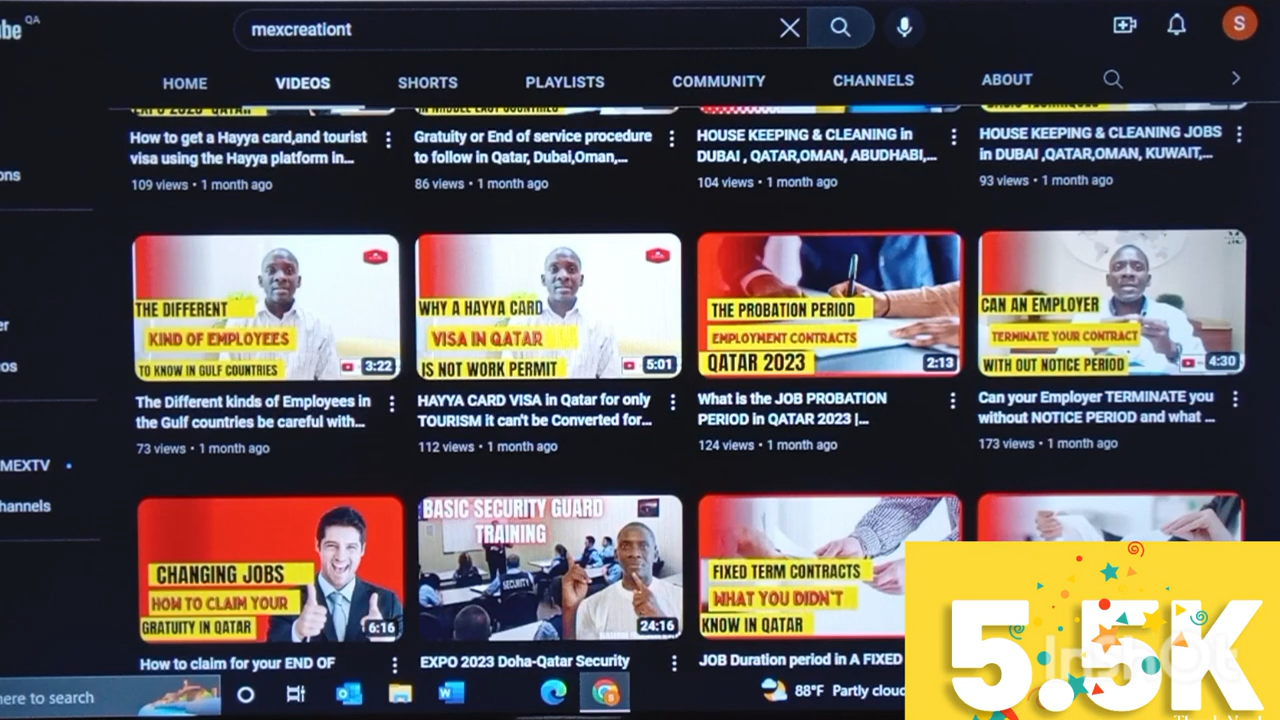 ube QA
mexcreationt
S
HOME VIDEOS SHORTS PLAYLISTS COMMUNITY CHANNELS ABOUT
How to get a Hayya card,and tourist
visa using the Hayya platform in...
109 views • 1 month ago
Gratuity or End of service procedure
to follow in Qatar, Dubai,Oman,...
86 views • 1 month ago
HOUSE KEEPING & CLEANING in
DUBAI , QATAR,OMAN, ABUDHABI,...
104 views • 1 month ago
HOUSE KEEPING & CLEANING JOBS
in DUBAI ,QATAR,OMAN, KUWAIT,...
93 views • 1 month ago
ons
er
os
MEXTV
hannels
THE DIFFERENT
KIND OF EMPLOYEES
TO KNOW IN GULF COUNTRIES
3:22
The Different kinds of Employees in
the Gulf countries be careful with...
73 views • 1 month ago
WHY A HAYYA CARD
VISA IN QATAR
IS NOT WORK PERMIT
5:01
HAYYA CARD VISA in Qatar for only
TOURISM it can't be Converted for...
112 views • 1 month ago
THE PROBATION PERIOD
EMPLOYMENT CONTRACTS
QATAR 2023
2:13
What is the JOB PROBATION
PERIOD in QATAR 2023 |...
124 views • 1 month ago
CAN AN EMPLOYER
TERMINATE YOUR CONTRACT
WITH OUT NOTICE PERIOD
4:30
Can your Employer TERMINATE you
without NOTICE PERIOD and what ...
173 views • 1 month ago
CHANGING JOBS
HOW TO CLAIM YOUR
GRATUITY IN QATAR
6:16
How to claim for your END OF
BASIC SECURITY GUARD
TRAINING
SECURITY
24:16
EXPO 2023 Doha-Qatar Security
FIXED TERM CONTRACTS
WHAT YOU DIDN'T
KNOW IN QATAR
JOB Duration period in A FIXED
5.5K
InShOt
here to search
88°F Partly cloud